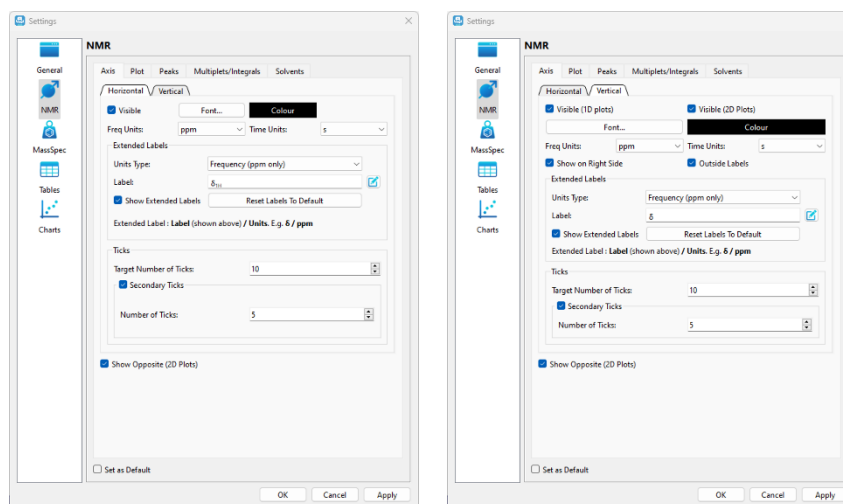 Settings
NMR
General
NMR
MassSpec
Tables
Charts
Axis Plot Peaks Multiplets/Integrals Solvents
Horizontal Vertical
Visible Font... Colour
Freq Units: ppm Time Units: s
Extended Labels
Units Type: Frequency (ppm only)
Label:
Show Extended Labels Reset Labels To Default
Extended Label : Label (shown above) / Units. E.g. δ / ppm
Ticks
Target Number of Ticks: 10
Secondary Ticks
Number of Ticks: 5
Show Opposite (2D Plots)
Set as Default
OK Cancel Apply
Settings
NMR
General
NMR
MassSpec
Tables
Charts
Axis Plot Peaks Multiplets/Integrals Solvents
Horizontal Vertical
Visible (1D plots) Visible (2D Plots)
Font... Colour
Freq Units: ppm Time Units: s
Show on Right Side Outside Labels
Extended Labels
Units Type: Frequency (ppm only)
Label: δ
Show Extended Labels Reset Labels To Default
Extended Label : Label (shown above) / Units. E.g. δ / ppm
Ticks
Target Number of Ticks: 10
Secondary Ticks
Number of Ticks: 5
Show Opposite (2D Plots)
Set as Default
OK Cancel Apply